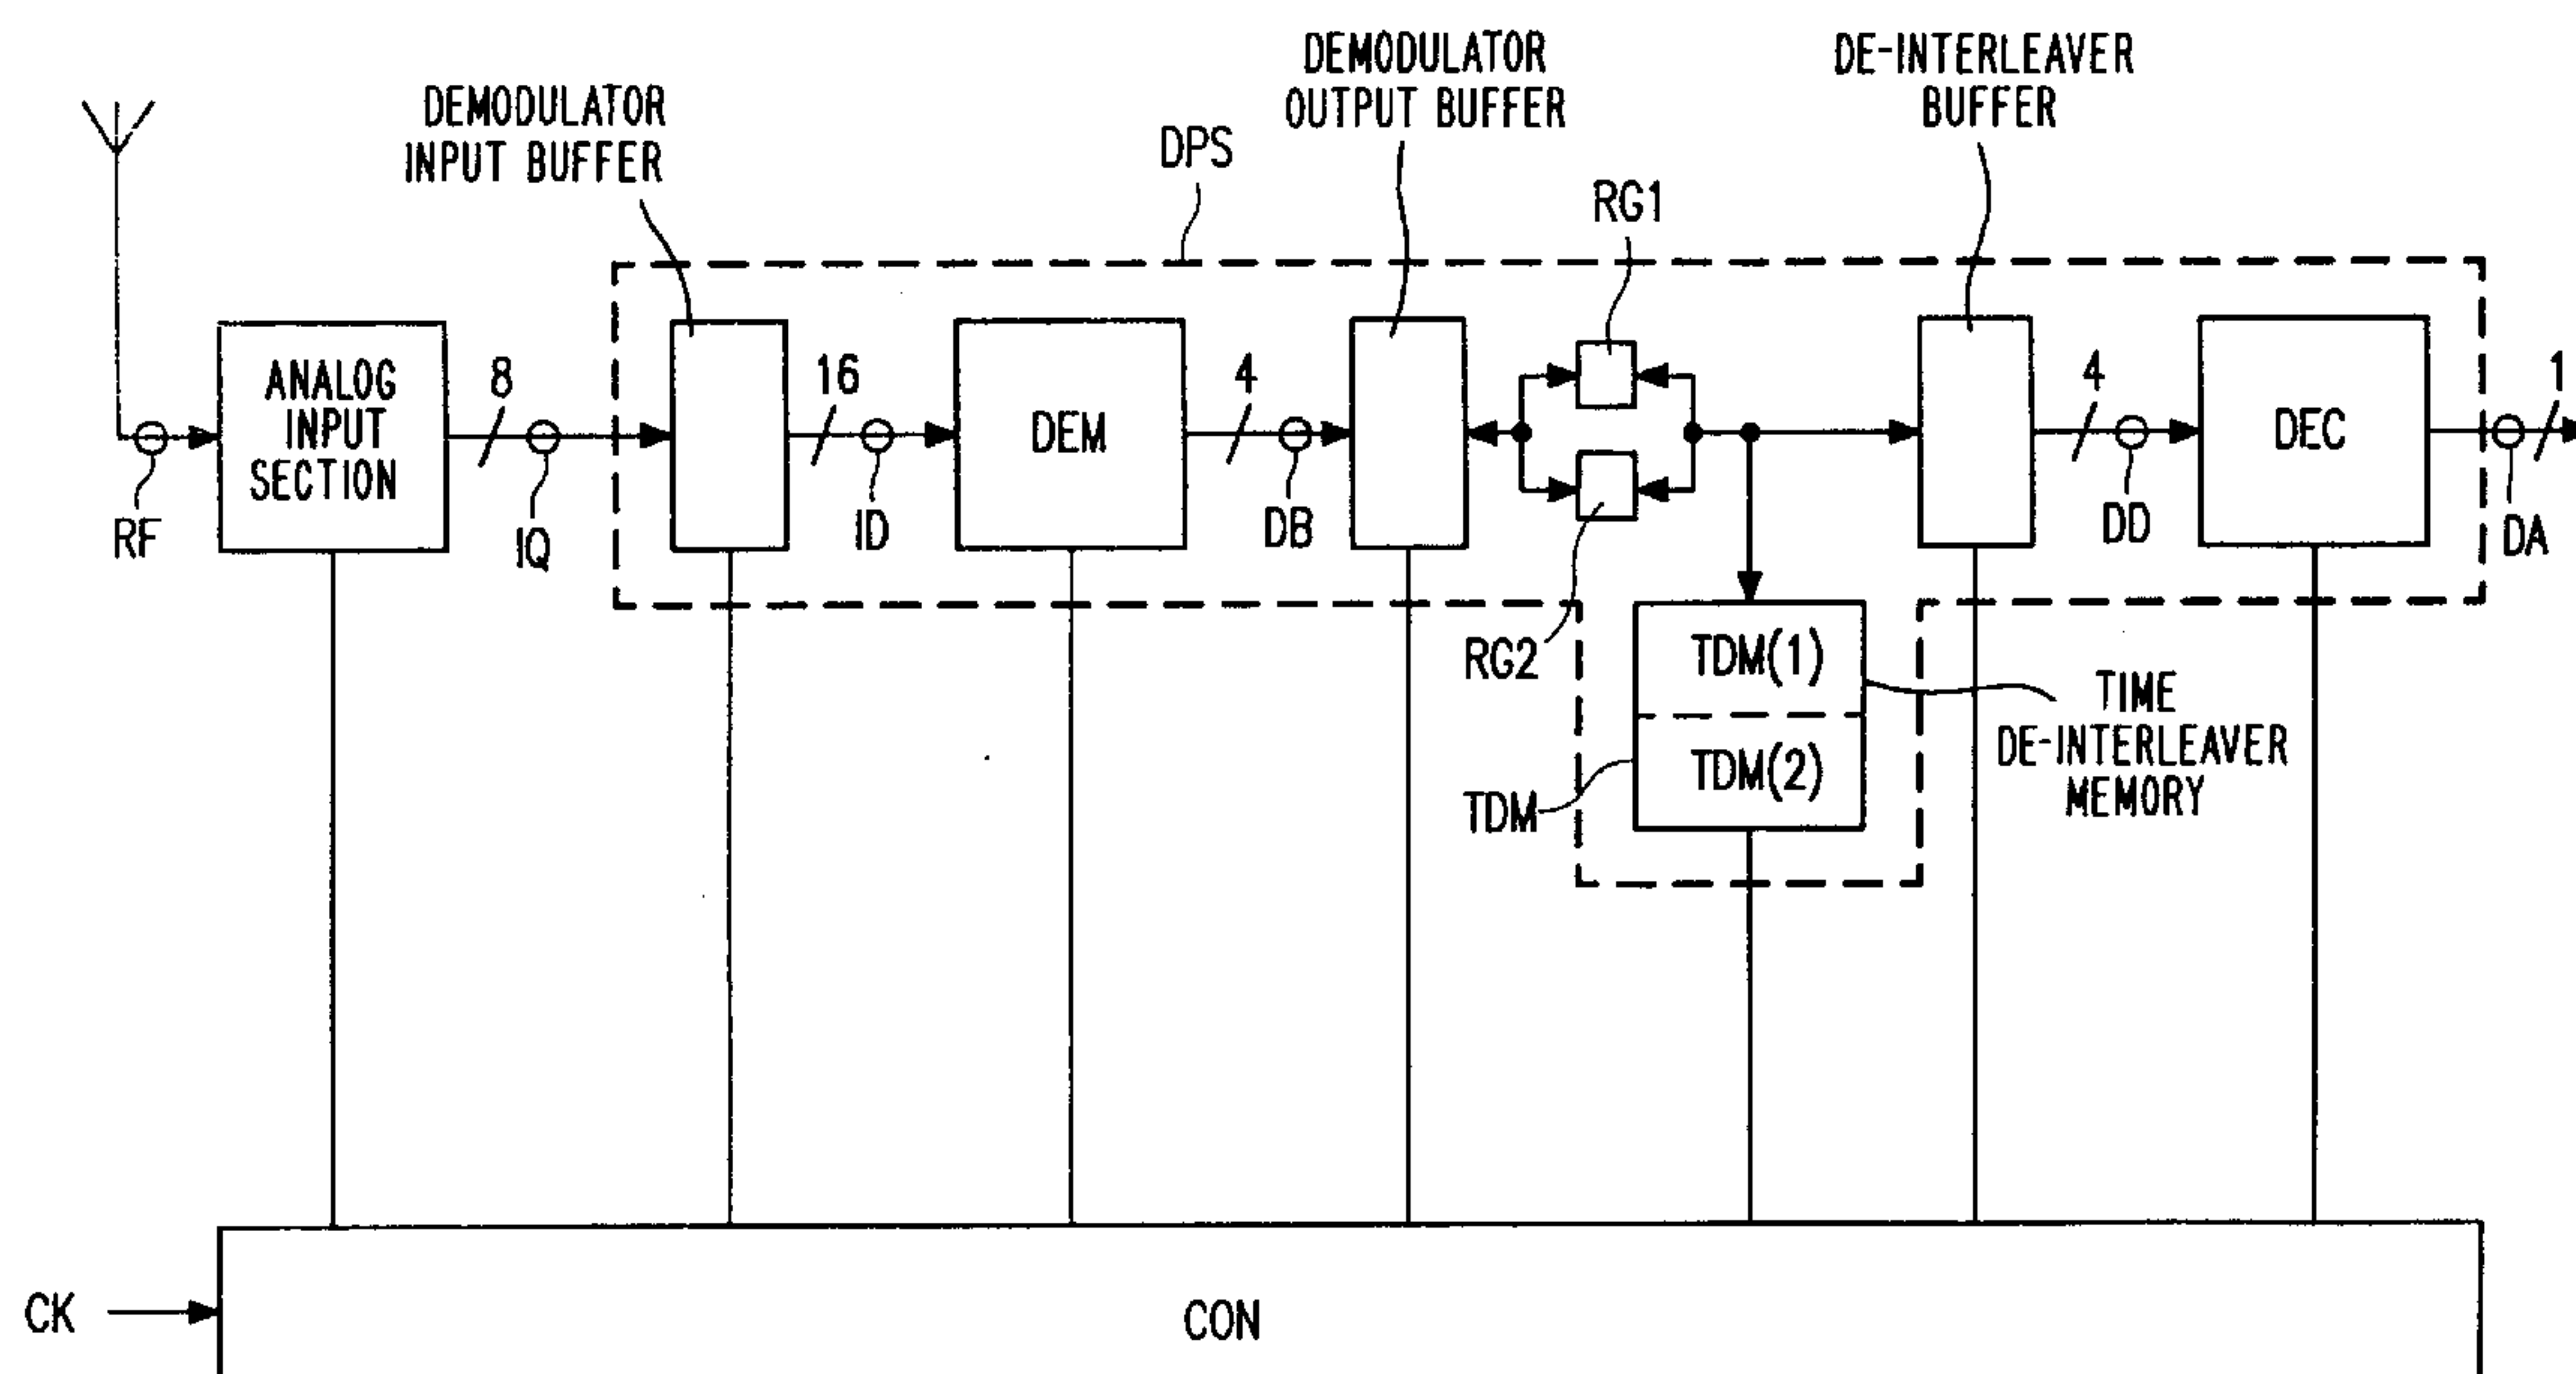 DEMODULATOR
INPUT BUFFER
DPS
DEMODULATOR
OUTPUT BUFFER
RG1
DE-INTERLEAVER
BUFFER
RF
ANALOG
INPUT
SECTION
8
IQ
16
ID
DEM
4
DB
RG2
4
DD
DEC
DA
1
TDM(1)
TDM(2)
TDM
TIME
DE-INTERLEAVER
MEMORY
CK
CON